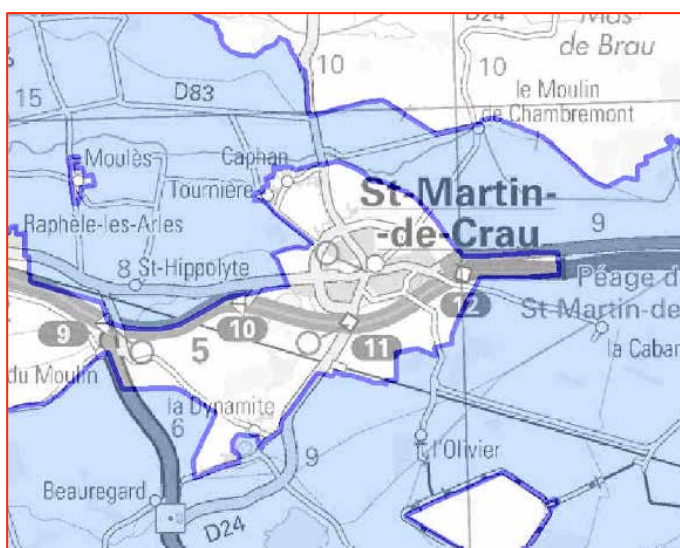 D24
Mas
de Brau
10
10
15
D83
le Moulin
de Chambremont
Moulès
Caphan
Tournière
St-Martin-
-de-Crau
Raphèle-les-Arles
9
8
St-Hippolyte
Péage d
12
St Martin-de
9
10
11
5
la Caban
du Moulin
la Dynamite
6
9
l'Olivier
Beauregard
D24